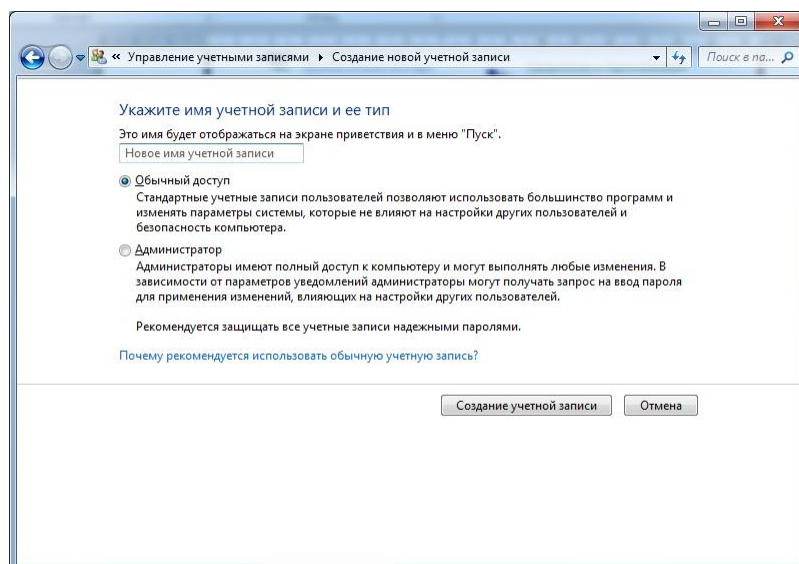 « Управление учетными записями ▸ Создание новой учетной записи
Поиск в па...
Укажите имя учетной записи и ее тип
Это имя будет отображаться на экране приветствия и в меню "Пуск".
Новое имя учетной записи
Обычный доступ
Стандартные учетные записи пользователей позволяют использовать большинство программ и
изменять параметры системы, которые не влияют на настройки других пользователей и
безопасность компьютера.
Администратор
Администраторы имеют полный доступ к компьютеру и могут выполнять любые изменения. В
зависимости от параметров уведомлений администраторы могут получать запрос на ввод пароля
для применения изменений, влияющих на настройки других пользователей.
Рекомендуется защищать все учетные записи надежными паролями.
Почему рекомендуется использовать обычную учетную запись?
Создание учетной записи
Отмена